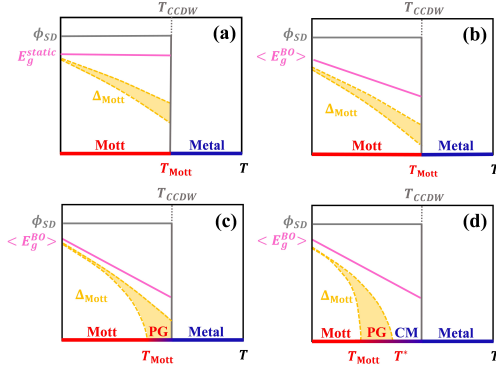 T_CCDW
ϕ_SD
(a)
E_g^static
Δ_Mott
Mott
Metal
T_Mott
T
T_CCDW
ϕ_SD
(b)
< E_g^BO >
Δ_Mott
Mott
Metal
T_Mott
T
T_CCDW
ϕ_SD
(c)
< E_g^BO >
Δ_Mott
Mott
PG
Metal
T_Mott
T
T_CCDW
ϕ_SD
(d)
< E_g^BO >
Δ_Mott
Mott
PG
CM
Metal
T_Mott
T*
T